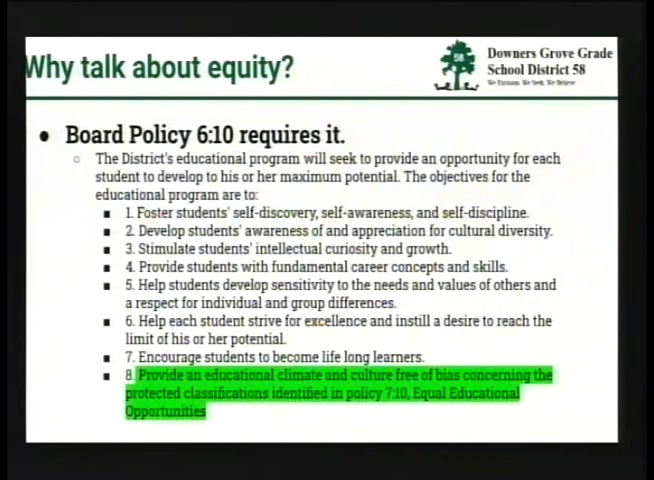 Why talk about equity?
58
Downers Grove Grade
School District 58
● Board Policy 6:10 requires it.
○ The District's educational program will seek to provide an opportunity for each
student to develop to his or her maximum potential. The objectives for the
educational program are to:
■ 1. Foster students' self-discovery, self-awareness, and self-discipline.
■ 2. Develop students' awareness of and appreciation for cultural diversity.
■ 3. Stimulate students' intellectual curiosity and growth.
■ 4. Provide students with fundamental career concepts and skills.
■ 5. Help students develop sensitivity to the needs and values of others and
a respect for individual and group differences.
■ 6. Help each student strive for excellence and instill a desire to reach the
limit of his or her potential.
■ 7. Encourage students to become life long learners.
■ 8. Provide an educational climate and culture free of bias concerning the
protected classifications identified in policy 7:10, Equal Educational
Opportunities